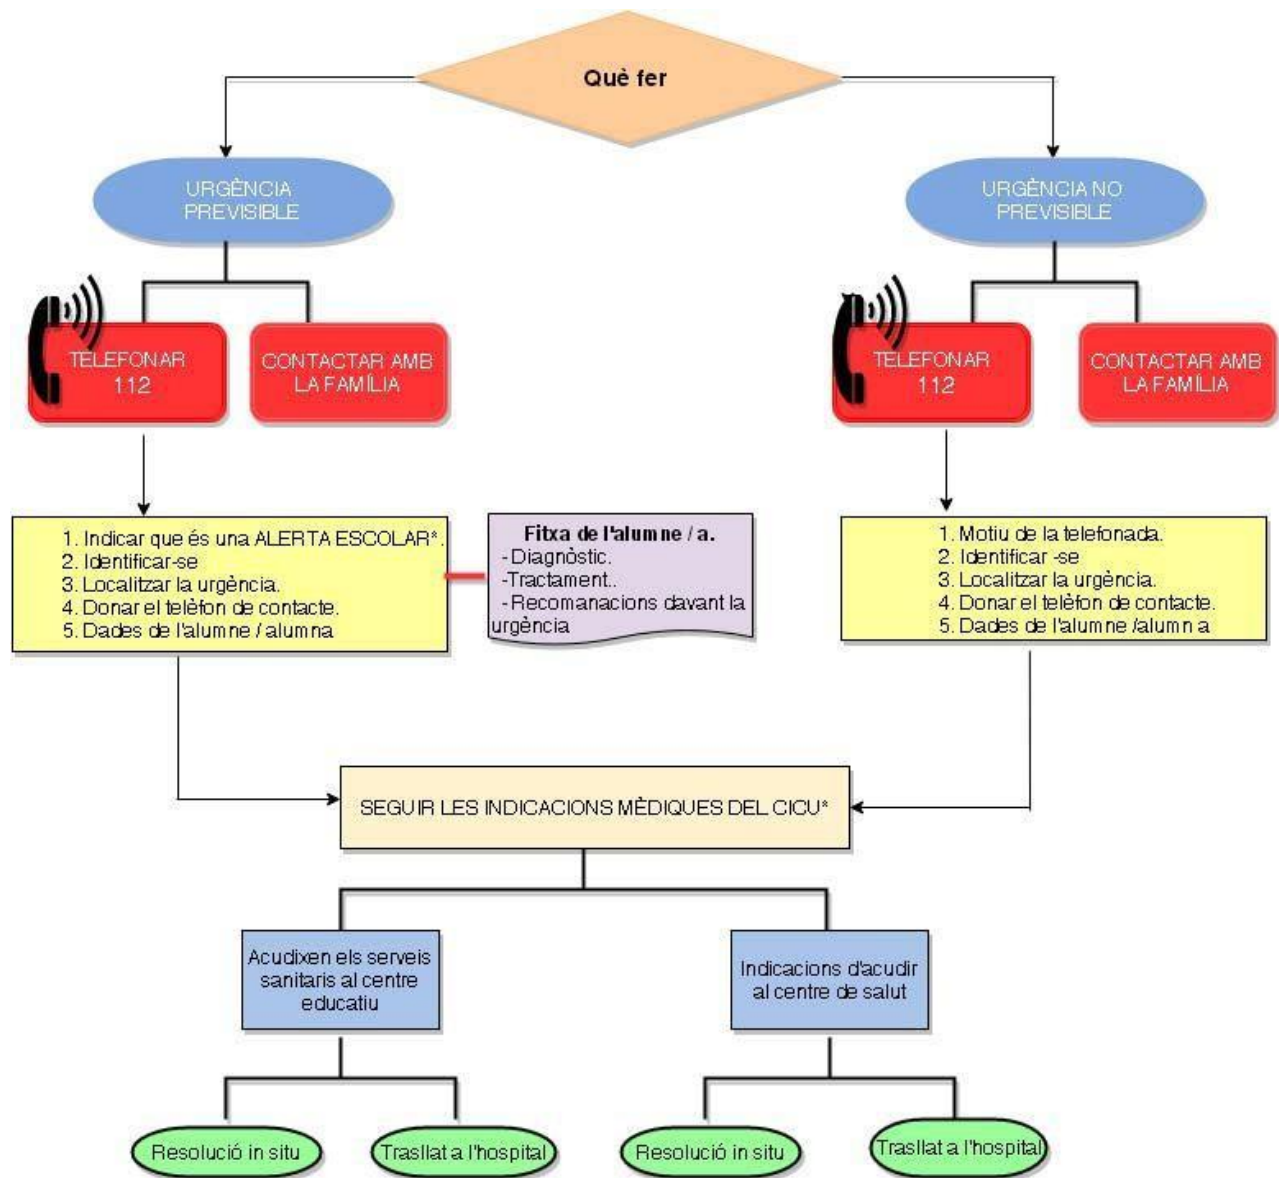 Què fer
URGÈNCIA
PREVISIBLE
URGÈNCIA NO
PREVISIBLE
TELEFONAR
112
CONTACTAR AMB
LA FAMÍLIA
TELEFONAR
112
CONTACTAR AMB
LA FAMÍLIA
1. Indicar que és una ALERTA ESCOLAR*.
2. Identificar-se
3. Localitzar la urgència.
4. Donar el telèfon de contacte.
5. Dades de l'alumne / alumna
Fitxa de l'alumne / a.
- Diagnòstic.
-Tractament..
- Recomanacions davant la
urgència
1. Motiu de la telefonada.
2. Identificar -se
3. Localitzar la urgència.
4. Donar el telèfon de contacte.
5. Dades de l'alumne /alumn a
SEGUIR LES INDICACIONS MÈDIQUES DEL CICU*
Acudixen els serveis
sanitaris al centre
educatiu
Indicacions d'acudir
al centre de salut
Resolució in situ
Trasllat a l'hospital
Resolució in situ
Trasllat a l'hospital